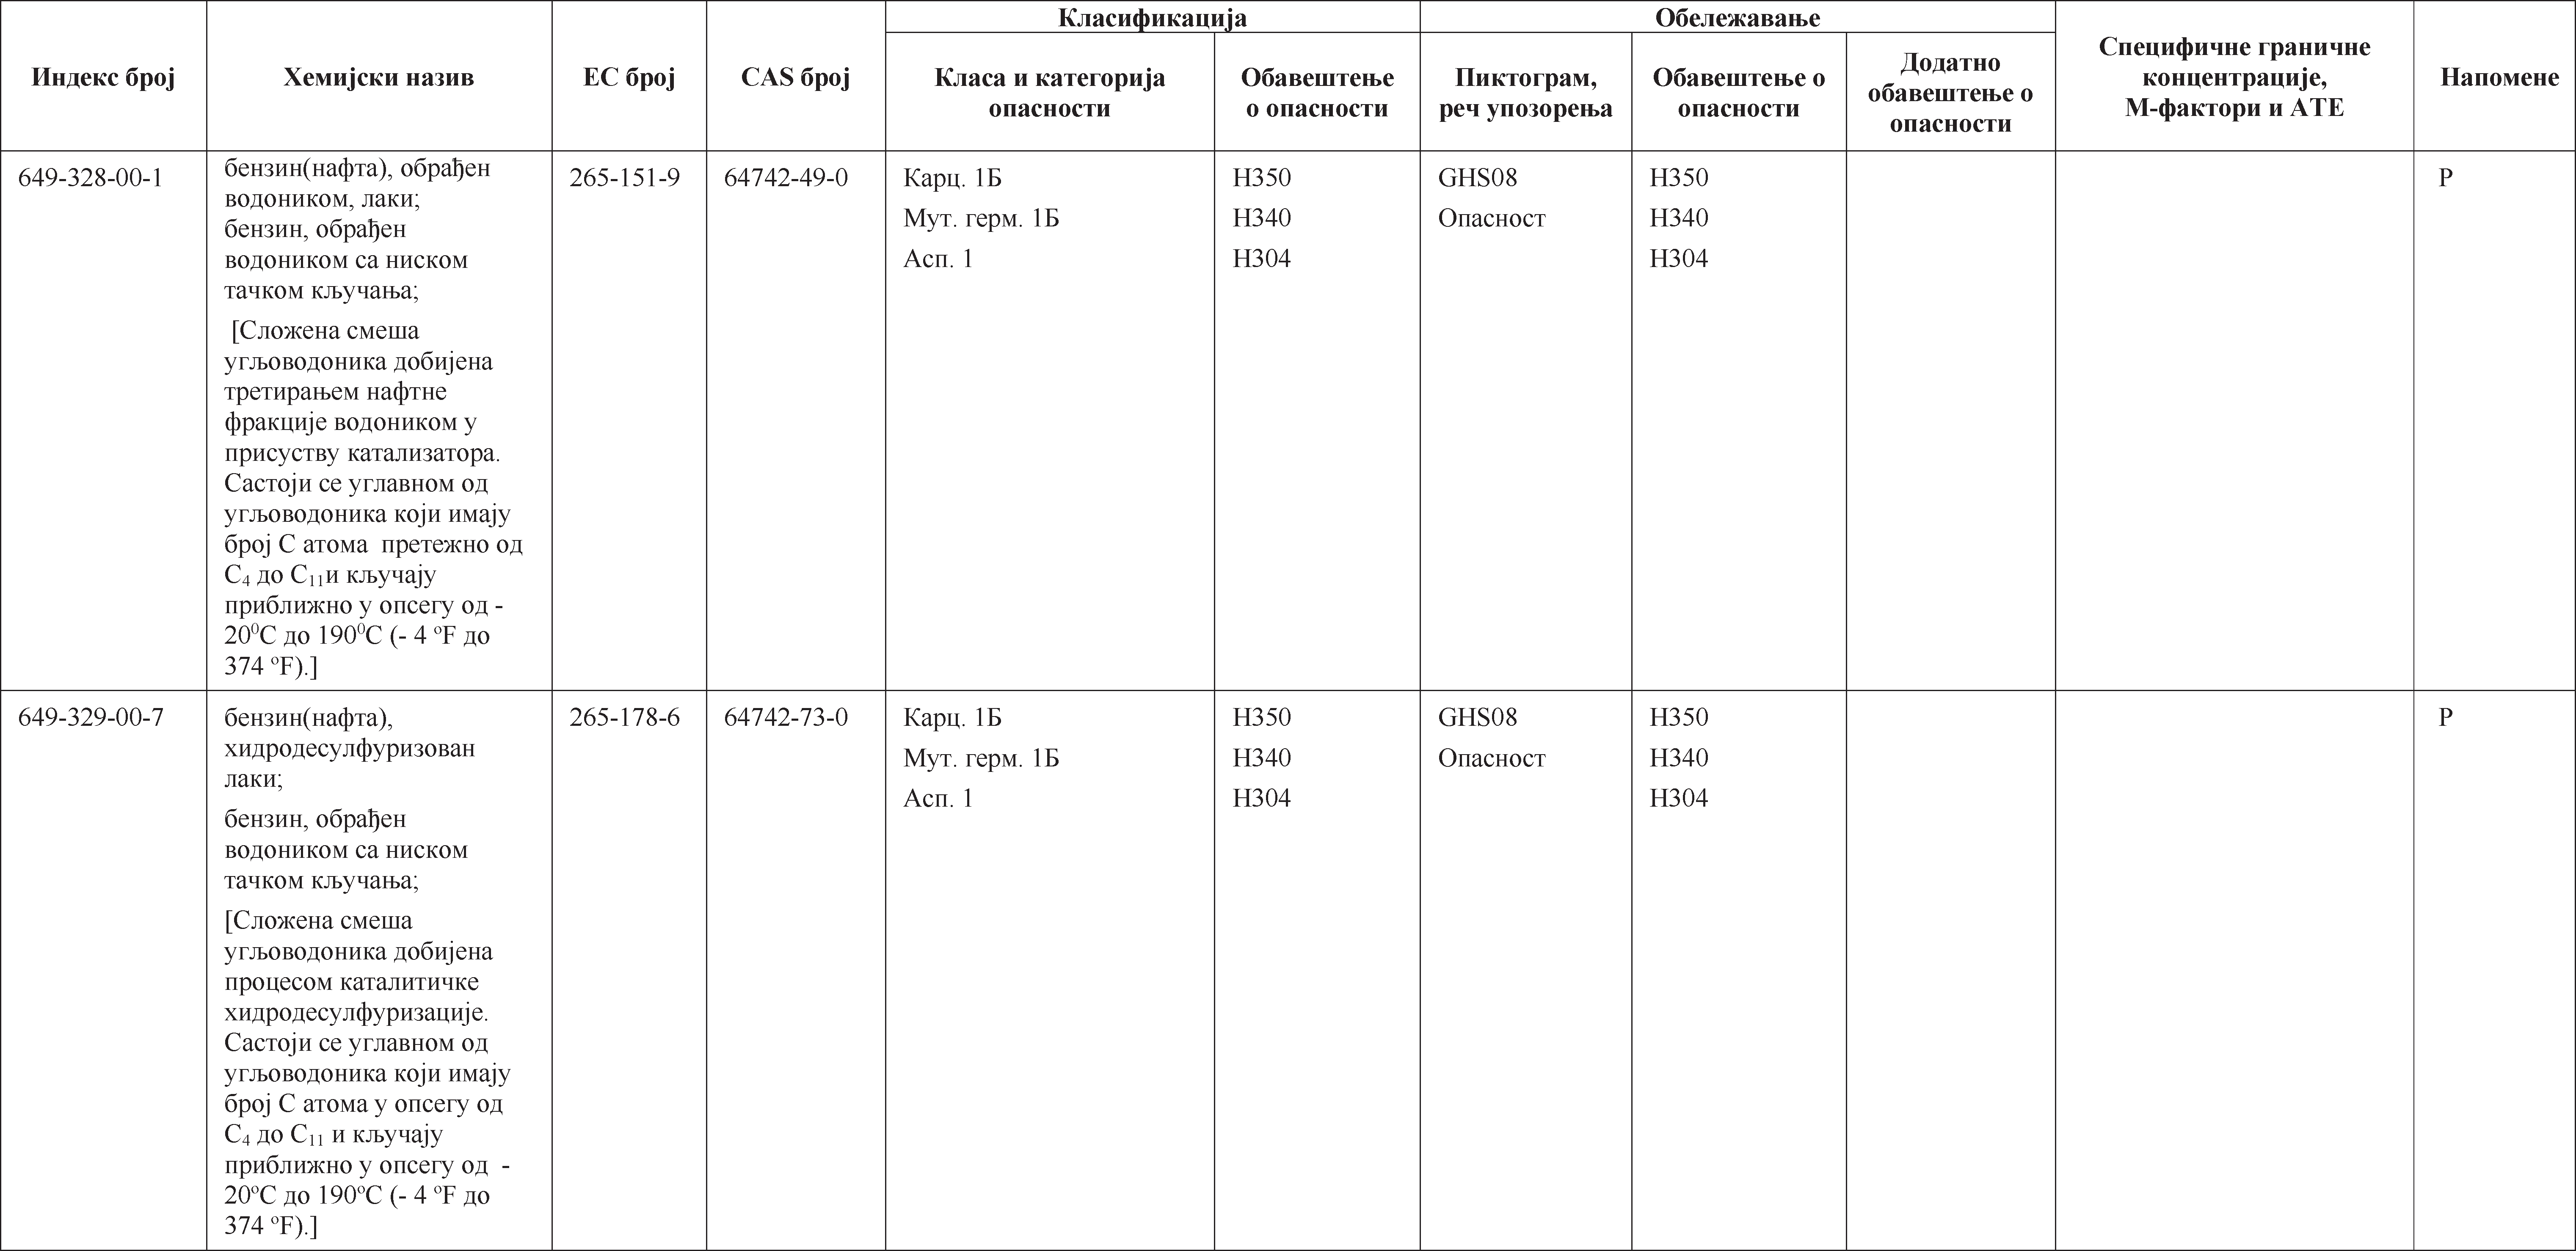 Класификација
Обележавање
Индекс број
Хемијски назив
ЕС број
CAS број
Класа и категорија
опасности
Обавештење
о опасности
Пиктограм,
реч упозорења
Обавештење о
опасности
Додатно
обавештење о
опасности
Специфичне граничне
концентрације,
М-фактори и АТЕ
Напомене
649-328-00-1
бензин(нафта), обрађен
водоником, лаки;
бензин, обрађен
водоником са ниском
тачком кључања;
[Сложена смеша
угљоводоника добијена
третирањем нафтне
фракције водоником у
присуству катализатора.
Састоји се углавном од
угљоводоника који имају
број С атома  претежно од
C₄ до C₁₁и кључају
приближно у опсегу од -
20⁰C до 190⁰C (- 4 ºF до
374 ºF).]
265-151-9
64742-49-0
Карц. 1Б
Мут. герм. 1Б
Асп. 1
H350
H340
H304
GHS08
Опасност
H350
H340
H304
P
649-329-00-7
бензин(нафта),
хидродесулфуризован
лаки;
бензин, обрађен
водоником са ниском
тачком кључања;
[Сложена смеша
угљоводоника добијена
процесом каталитичке
хидродесулфуризације.
Састоји се углавном од
угљоводоника који имају
број С атома у опсегу од
C₄ до C₁₁ и кључају
приближно у опсегу од  -
20ºC до 190ºC (- 4 ºF до
374 ºF).]
265-178-6
64742-73-0
Карц. 1Б
Мут. герм. 1Б
Асп. 1
H350
H340
H304
GHS08
Опасност
H350
H340
H304
P